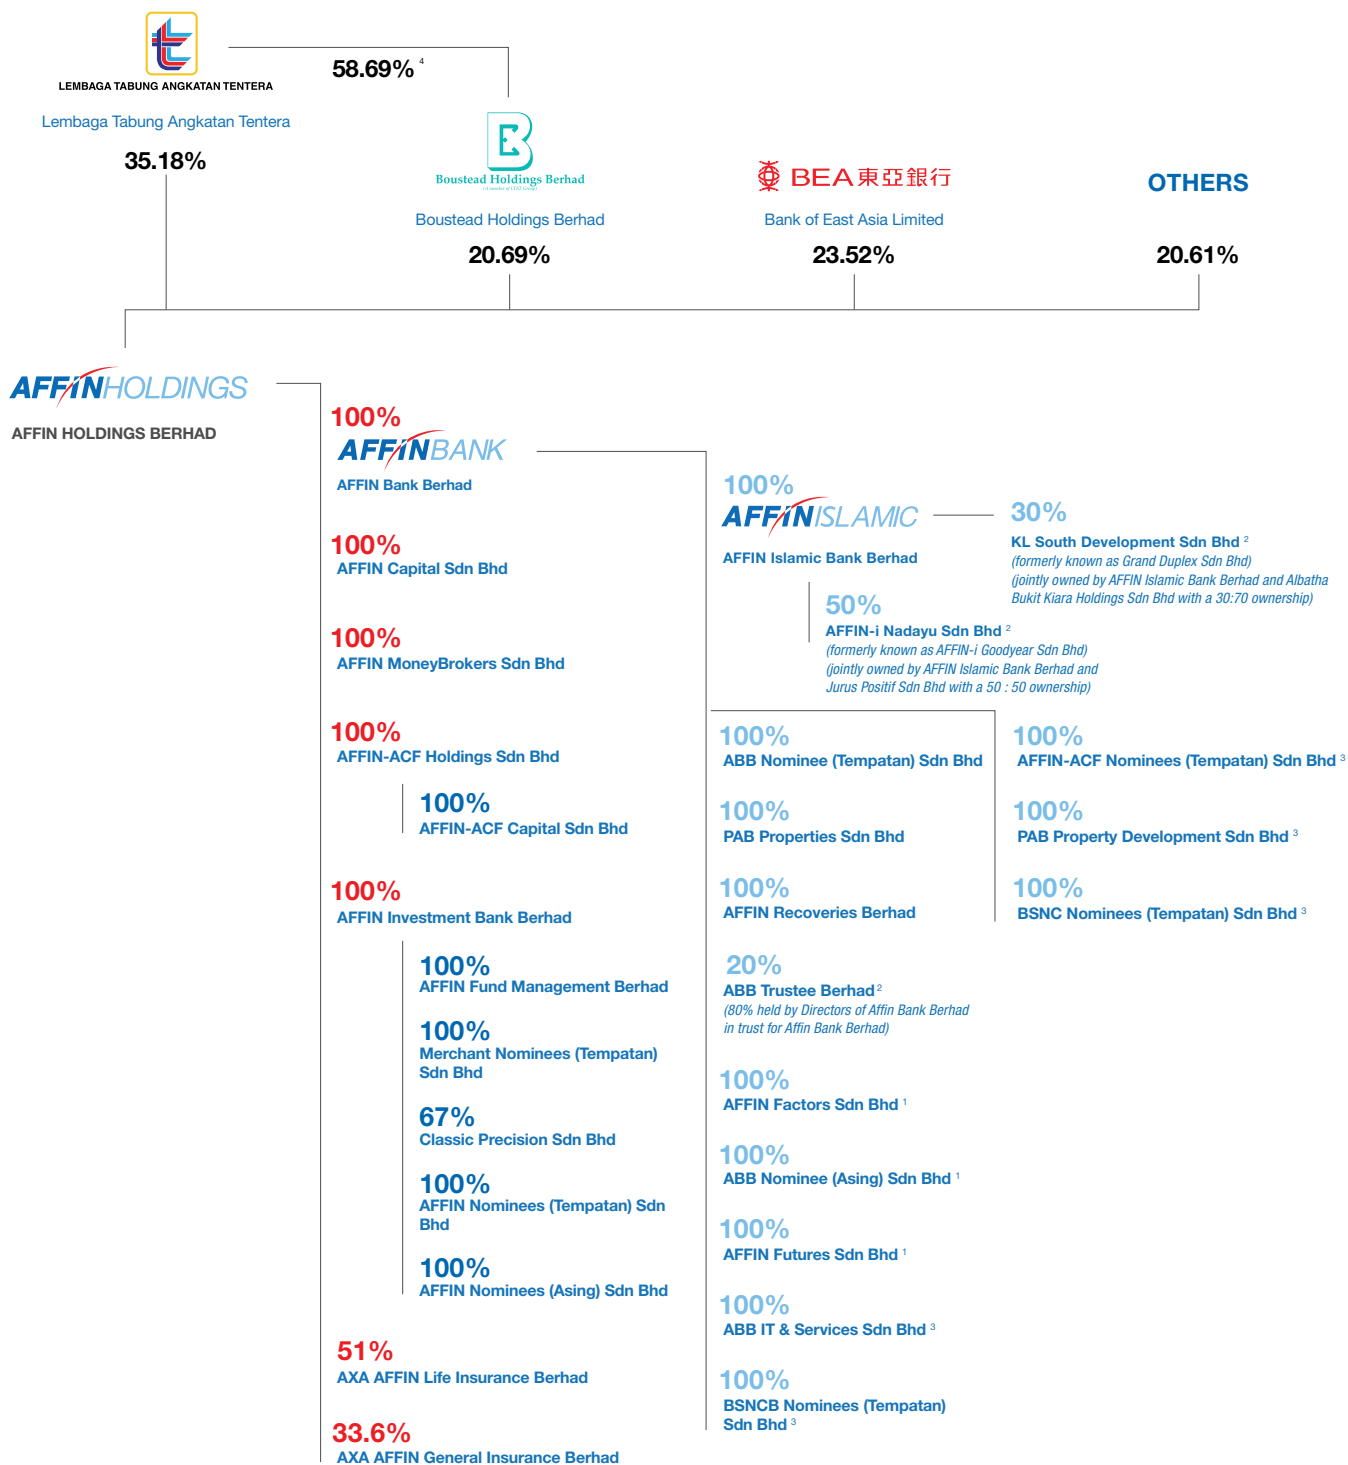 LEMBAGA TABUNG ANGKATAN TENTERA
Lembaga Tabung Angkatan Tentera
35.18%
58.69% 4
Boustead Holdings Berhad
(A member of LTAT Group)
Boustead Holdings Berhad
20.69%
BEA東亞銀行
Bank of East Asia Limited
23.52%
OTHERS
20.61%
AFFIN HOLDINGS
AFFIN HOLDINGS BERHAD
100%
AFFIN BANK
AFFIN Bank Berhad
100%
AFFIN Capital Sdn Bhd
100%
AFFIN MoneyBrokers Sdn Bhd
100%
AFFIN-ACF Holdings Sdn Bhd
100%
AFFIN-ACF Capital Sdn Bhd
100%
AFFIN Investment Bank Berhad
100%
AFFIN Fund Management Berhad
100%
Merchant Nominees (Tempatan)
Sdn Bhd
67%
Classic Precision Sdn Bhd
100%
AFFIN Nominees (Tempatan) Sdn
Bhd
100%
AFFIN Nominees (Asing) Sdn Bhd
51%
AXA AFFIN Life Insurance Berhad
33.6%
AXA AFFIN General Insurance Berhad
100%
AFFIN ISLAMIC
AFFIN Islamic Bank Berhad
30%
KL South Development Sdn Bhd 2
(formerly known as Grand Duplex Sdn Bhd)
(jointly owned by AFFIN Islamic Bank Berhad and Albatha
Bukit Kiara Holdings Sdn Bhd with a 30:70 ownership)
50%
AFFIN-i Nadayu Sdn Bhd 2
(formerly known as AFFIN-i Goodyear Sdn Bhd)
(jointly owned by AFFIN Islamic Bank Berhad and
Jurus Positif Sdn Bhd with a 50 : 50 ownership)
100%
ABB Nominee (Tempatan) Sdn Bhd
100%
PAB Properties Sdn Bhd
100%
AFFIN Recoveries Berhad
20%
ABB Trustee Berhad 2
(80% held by Directors of Affin Bank Berhad
in trust for Affin Bank Berhad)
100%
AFFIN Factors Sdn Bhd 1
100%
ABB Nominee (Asing) Sdn Bhd 1
100%
AFFIN Futures Sdn Bhd 1
100%
ABB IT & Services Sdn Bhd 3
100%
BSNCB Nominees (Tempatan)
Sdn Bhd 3
100%
AFFIN-ACF Nominees (Tempatan) Sdn Bhd 3
100%
PAB Property Development Sdn Bhd 3
100%
BSNC Nominees (Tempatan) Sdn Bhd 3